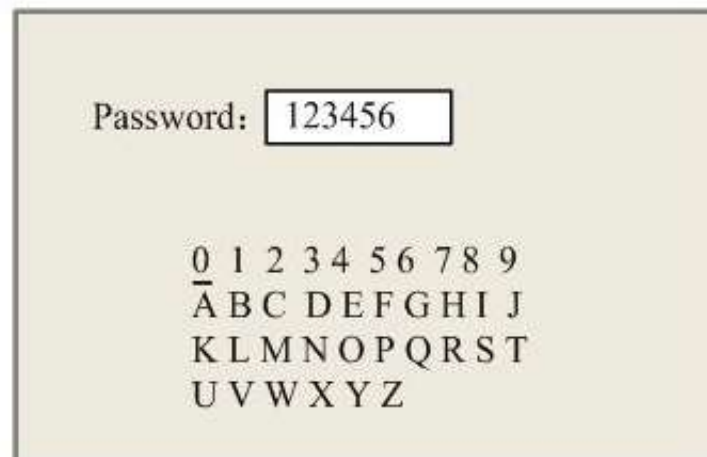 Password： 123456
0 1 2 3 4 5 6 7 8 9
A B C D E F G H I J
K L M N O P Q R S T
U V W X Y Z